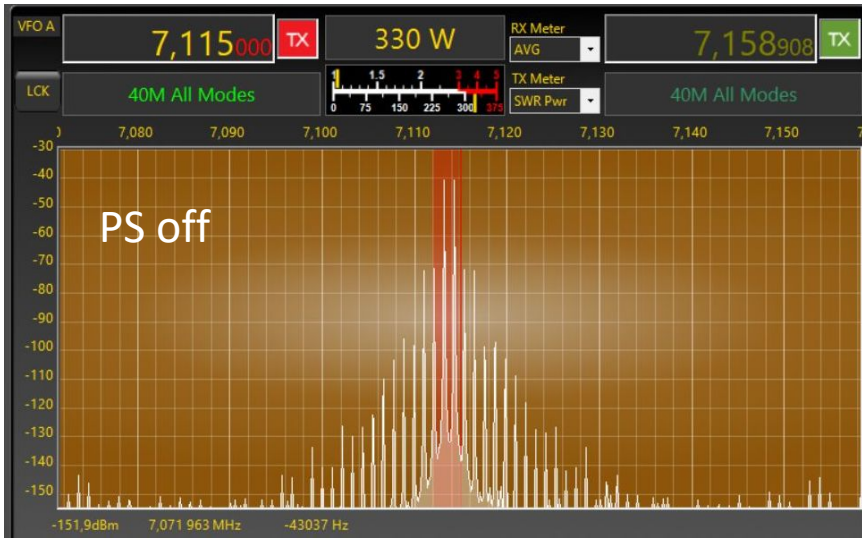 VFO A
7,115000
TX
330 W
RX Meter
AVG
7,158908
TX
LCK
40M All Modes
1 1.5 2 3 4 5
0 75 150 225 300 375
TX Meter
SWR Pwr
40M All Modes
7,080 7,090 7,100 7,110 7,120 7,130 7,140 7,150
-30
-40
-50
PS off
-60
-70
-80
-90
-100
-110
-120
-130
-140
-150
-151,9dBm 7,071 963 MHz -43037 Hz